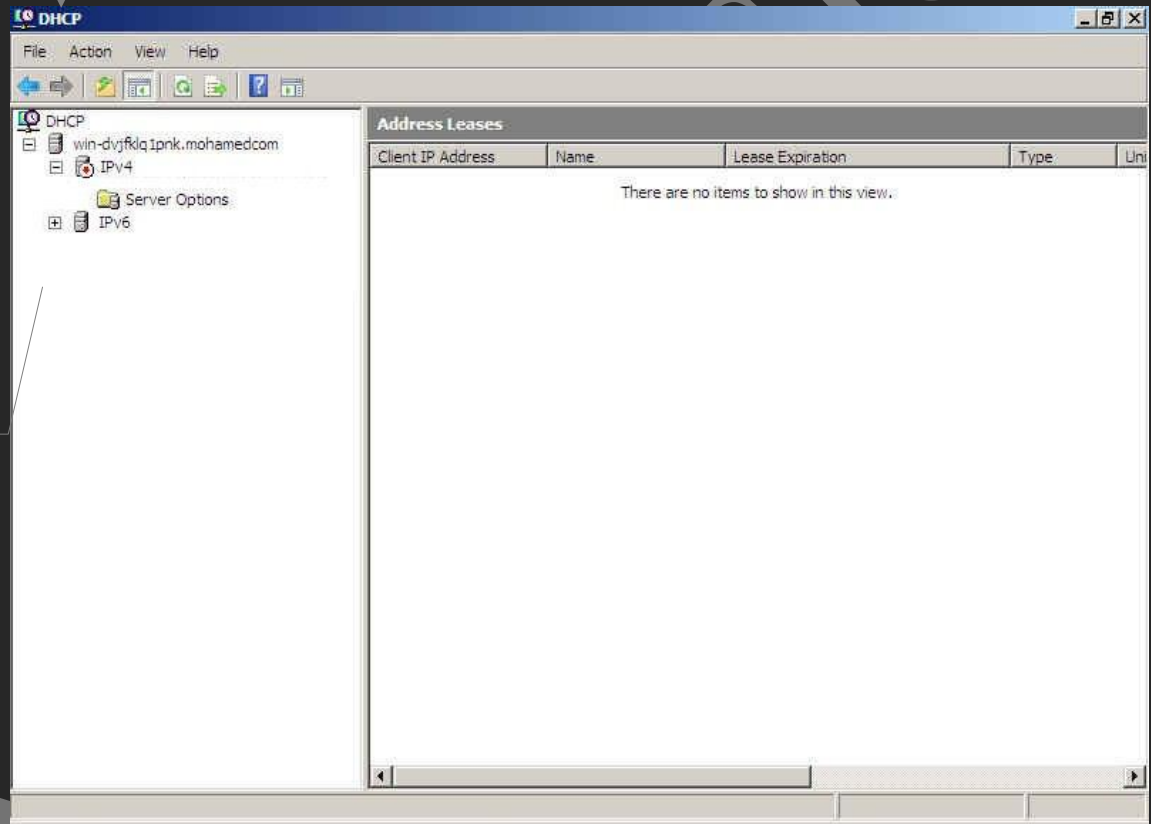 DHCP
File Action View Help
DHCP
win-dvjfklq1pnk.mohamedcom
IPv4
Server Options
IPv6
Address Leases
Client IP Address Name Lease Expiration Type Uni
There are no items to show in this view.